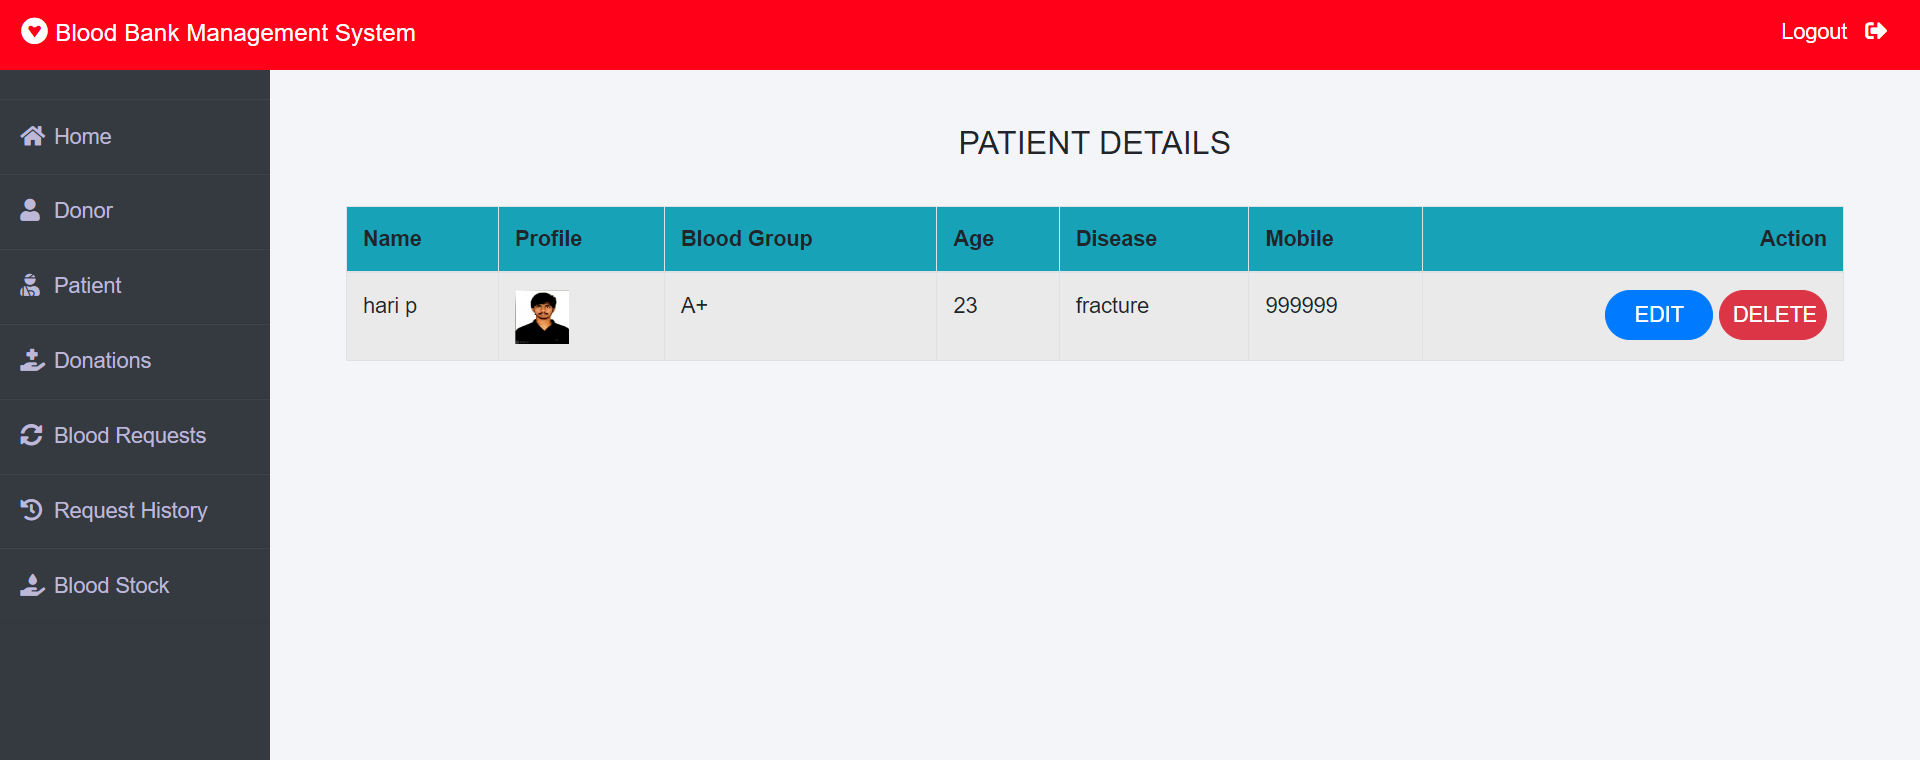 Blood Bank Management System
Logout
Home
Donor
Patient
Donations
Blood Requests
Request History
Blood Stock
PATIENT DETAILS
Name Profile Blood Group Age Disease Mobile Action
hari p A+ 23 fracture 999999 EDIT DELETE